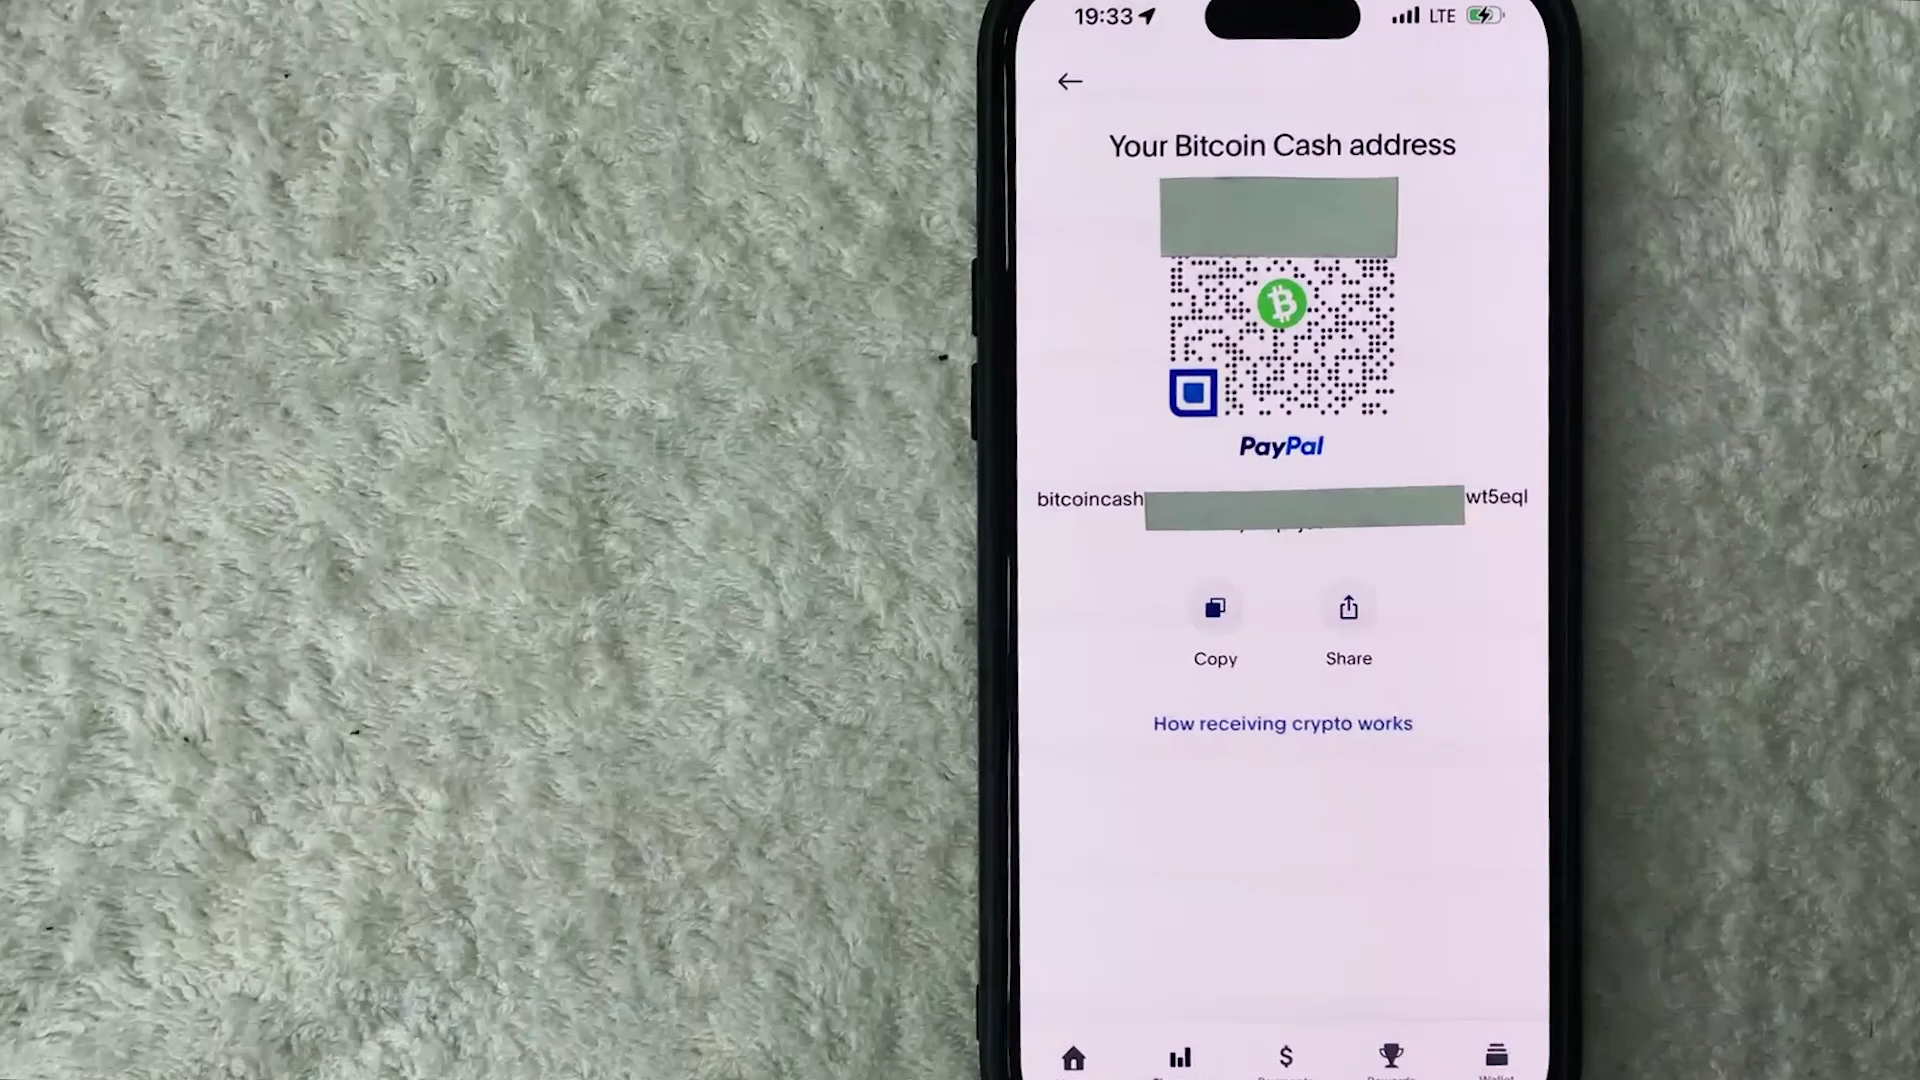 19:33 LTE
Your Bitcoin Cash address
PayPal
bitcoincash wt5eql
Copy Share
How receiving crypto works